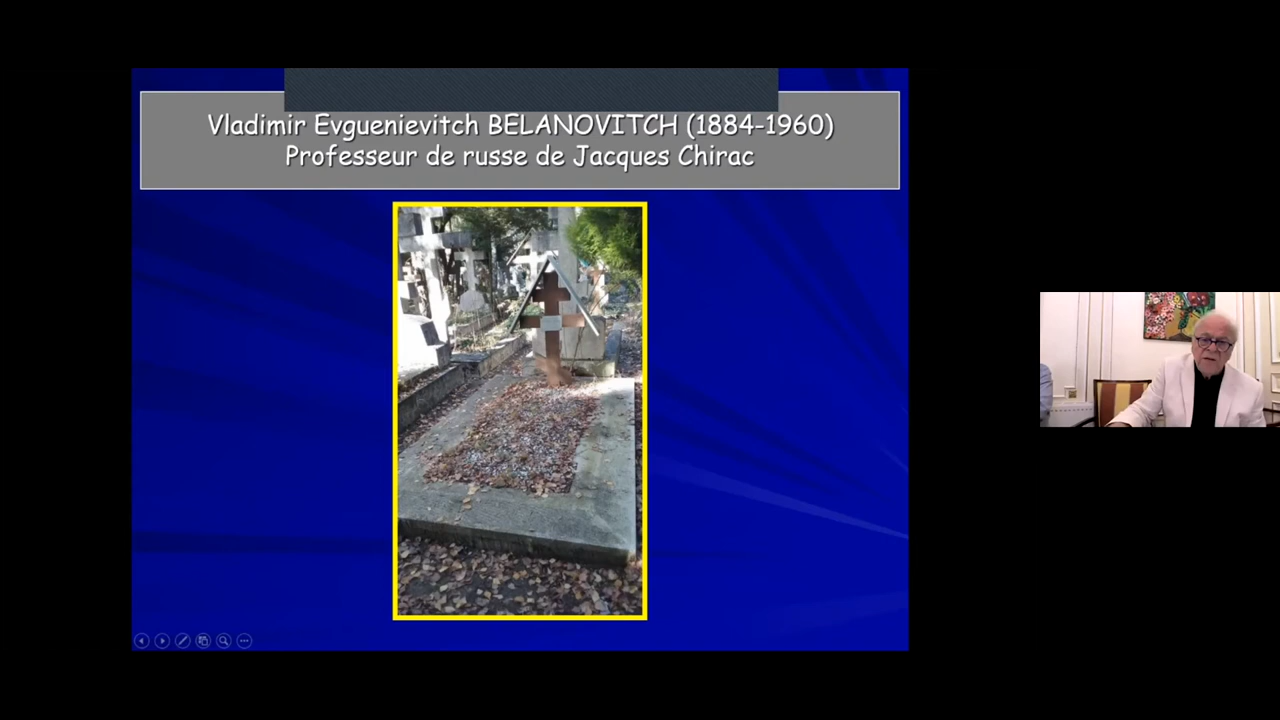 Vladimir Evguenievitch BELANOVITCH (1884-1960)
Professeur de russe de Jacques Chirac